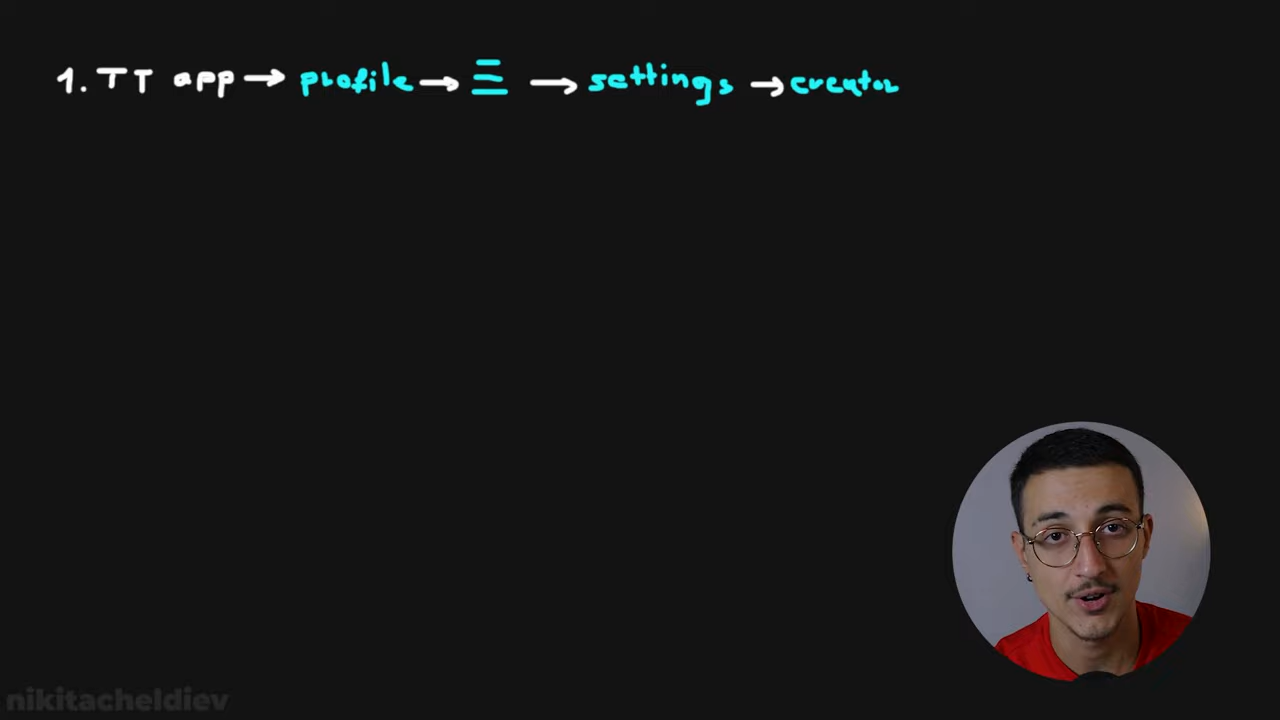 1. TT app → profile → ☰ → settings → creator
nikitacheldiev